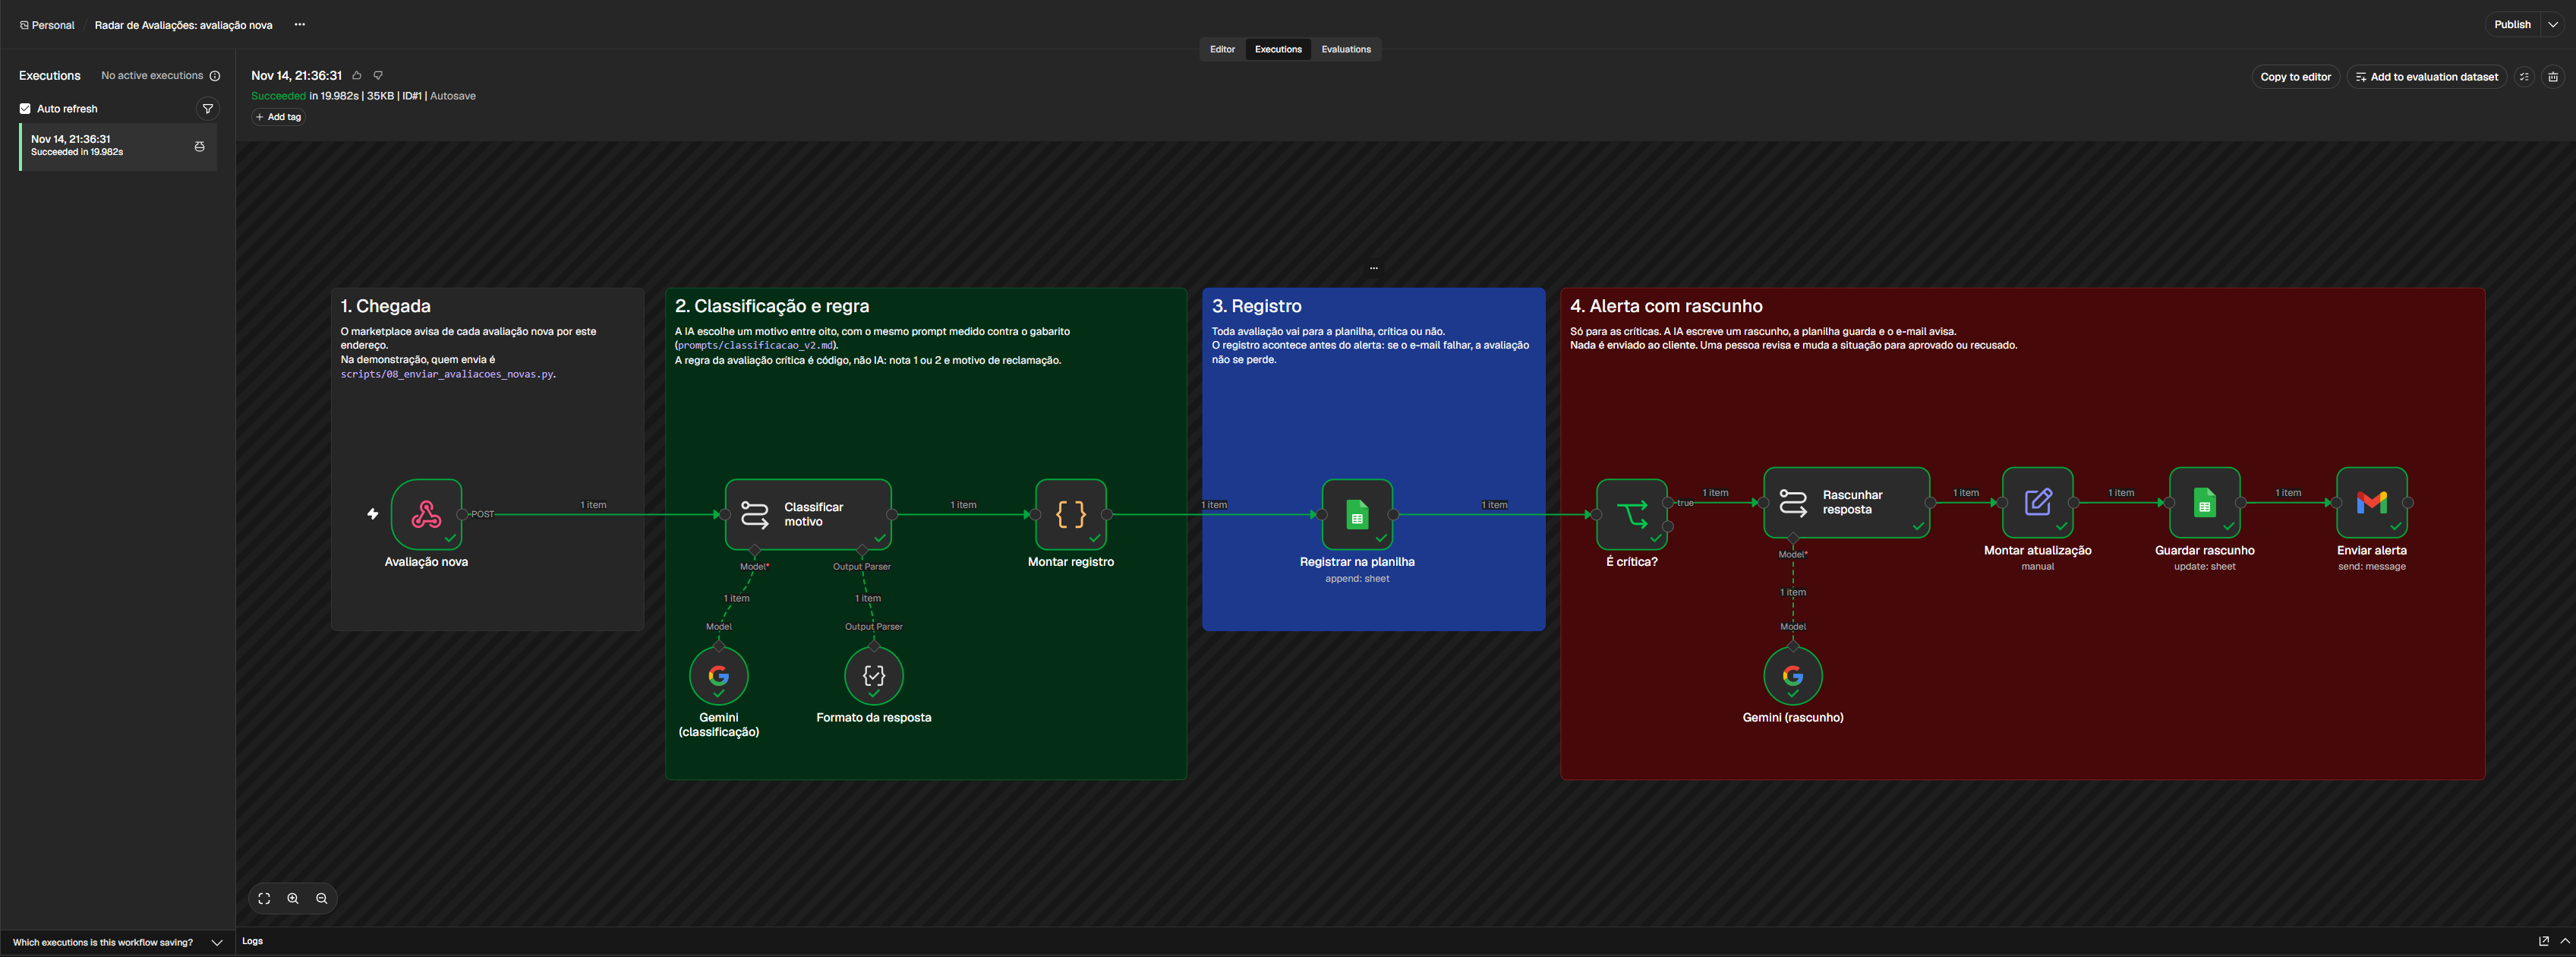 Personal
Radar de Avaliações: avaliação nova
...
Publish
Editor
Executions
Evaluations
Executions
No active executions
Auto refresh
Nov 14, 21:36:31
Succeeded in 19.982s
Nov 14, 21:36:31
Succeeded in 19.982s | 35KB | ID#1 | Autosave
+ Add tag
Copy to editor
Add to evaluation dataset
...
1. Chegada
O marketplace avisa de cada avaliação nova por este
endereço.
Na demonstração, quem envia é
scripts/08_enviar_avaliacoes_novas.py.
POST
1 item
Avaliação nova
2. Classificação e regra
A IA escolhe um motivo entre oito, com o mesmo prompt medido contra o gabarito
(prompts/classificacao_v2.md).
A regra da avaliação crítica é código, não IA: nota 1 ou 2 e motivo de reclamação.
Classificar
motivo
1 item
Montar registro
Model*
Output Parser
1 item
1 item
Model
Output Parser
Gemini
(classificação)
Formato da resposta
1 item
3. Registro
Toda avaliação vai para a planilha, crítica ou não.
O registro acontece antes do alerta: se o e-mail falhar, a avaliação
não se perde.
1 item
Registrar na planilha
append: sheet
4. Alerta com rascunho
Só para as críticas. A IA escreve um rascunho, a planilha guarda e o e-mail avisa.
Nada é enviado ao cliente. Uma pessoa revisa e muda a situação para aprovado ou recusado.
true
1 item
É crítica?
Rascunhar
resposta
1 item
Model*
1 item
Model
Gemini (rascunho)
Montar atualização
manual
1 item
Guardar rascunho
update: sheet
1 item
Enviar alerta
send: message
Which executions is this workflow saving?
Logs